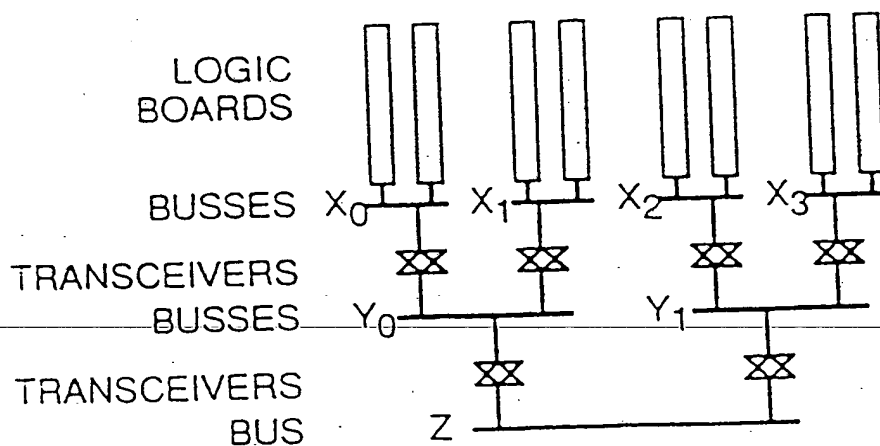 LOGIC
BOARDS
BUSSES X0 X1 X2 X3
TRANSCEIVERS
BUSSES Y0 Y1
TRANSCEIVERS
BUS Z